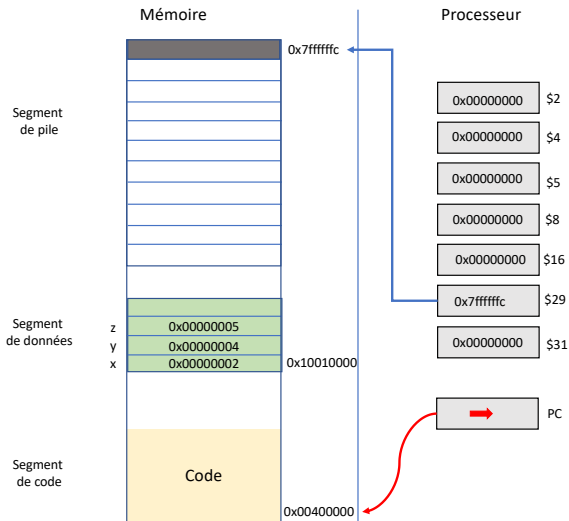 Mémoire
Processeur
0x7ffffffc
Segment
de pile
0x00000000 $2
0x00000000 $4
0x00000000 $5
0x00000000 $8
0x00000000 $16
0x7ffffffc $29
0x00000000 $31
Segment
de données
z 0x00000005
y 0x00000004
x 0x00000002 0x10010000
PC
Segment
de code
Code
0x00400000